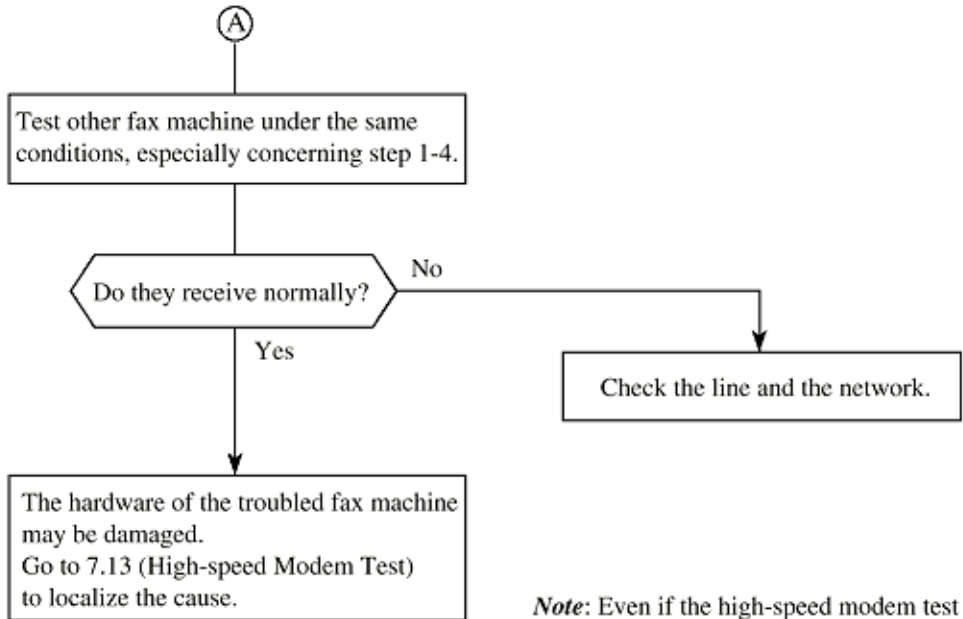 A
Test other fax machine under the same
conditions, especially concerning step 1-4.
Do they receive normally?
No
Yes
Check the line and the network.
The hardware of the troubled fax machine
may be damaged.
Go to 7.13 (High-speed Modem Test)
to localize the cause.
Note: Even if the high-speed modem test